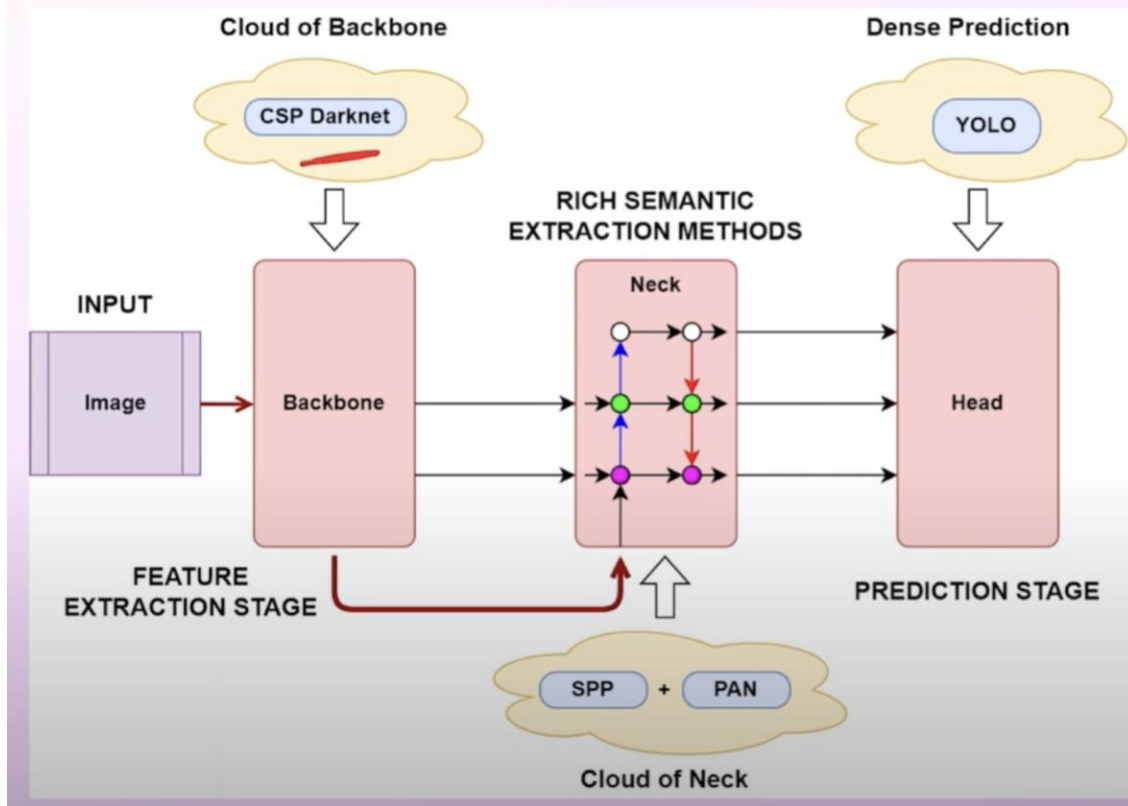 Cloud of Backbone
Dense Prediction
CSP Darknet
YOLO
RICH SEMANTIC
EXTRACTION METHODS
INPUT
Neck
Image
Backbone
Head
FEATURE
EXTRACTION STAGE
PREDICTION STAGE
SPP + PAN
Cloud of Neck